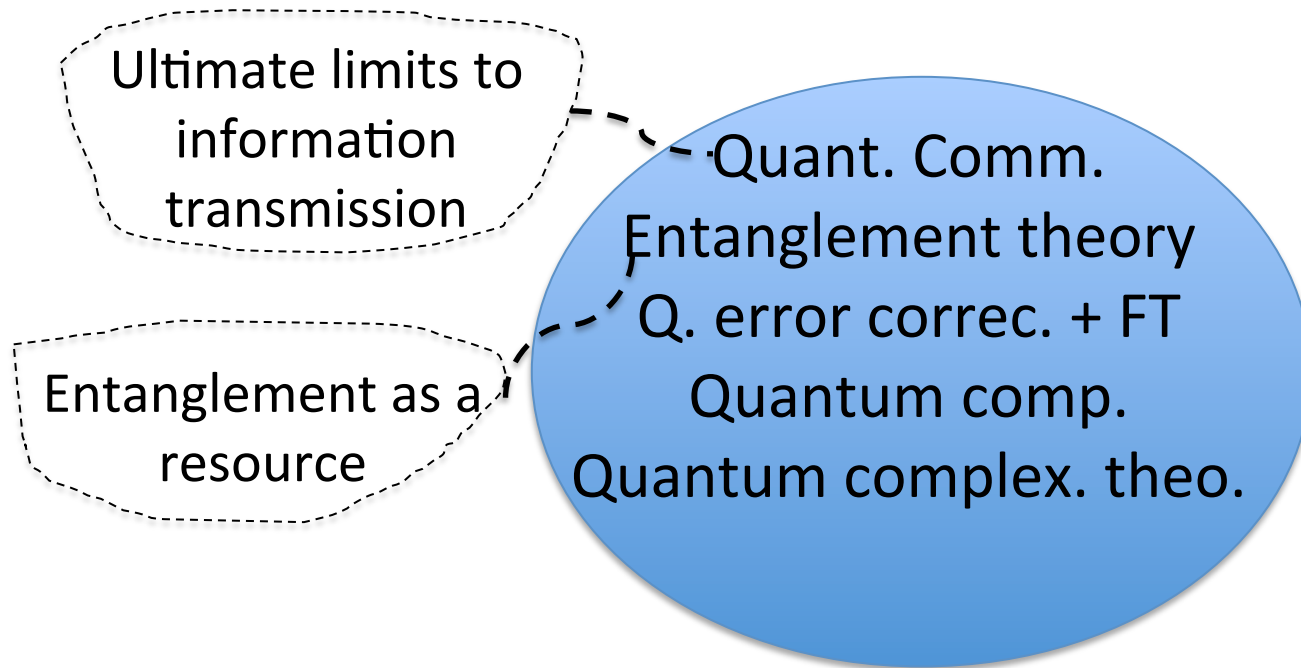 Ultimate limits to
information
transmission
Entanglement as a
resource
Quant. Comm.
Entanglement theory
Q. error correc. + FT
Quantum comp.
Quantum complex. theo.